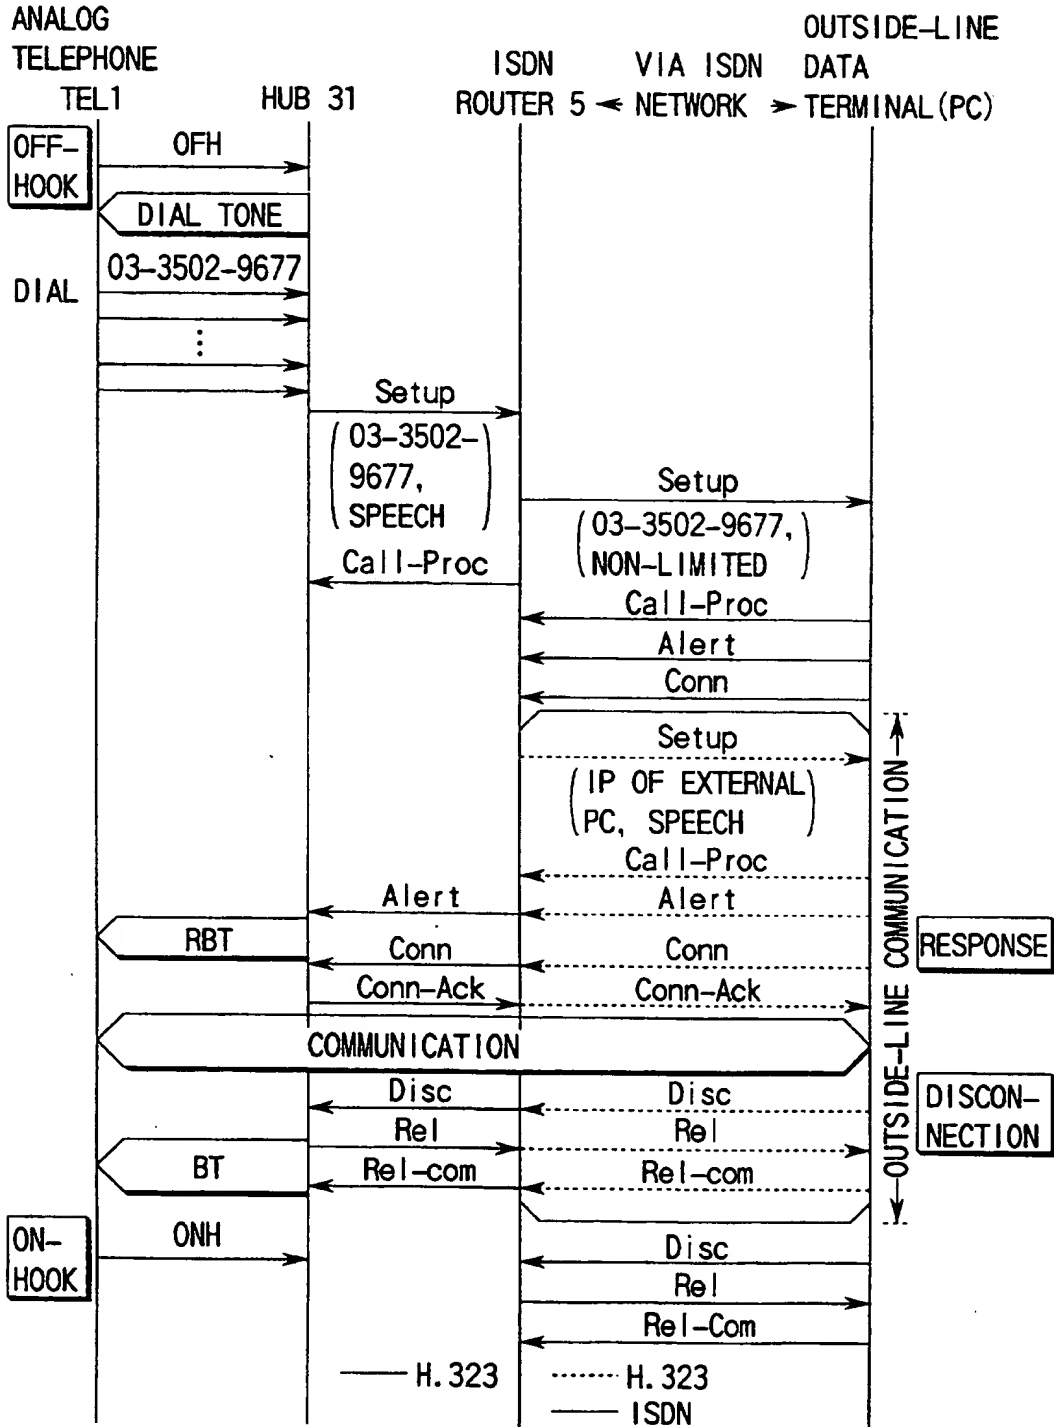 ANALOG
TELEPHONE
TEL1
HUB 31
ISDN
ROUTER 5
VIA ISDN
NETWORK
OUTSIDE-LINE
DATA
TERMINAL(PC)
OFF-
HOOK
OFH
DIAL TONE
DIAL
03-3502-9677
Setup
03-3502-
9677,
SPEECH
Setup
03-3502-9677,
NON-LIMITED
Call-Proc
Call-Proc
Alert
Conn
Setup
IP OF EXTERNAL
PC, SPEECH
Call-Proc
Alert
Alert
RBT
Conn
Conn
RESPONSE
Conn-Ack
Conn-Ack
COMMUNICATION
OUTSIDE-LINE COMMUNICATION
Disc
Disc
DISCON-
NECTION
Rel
Rel
BT
Rel-com
Rel-com
ON-
HOOK
ONH
Disc
Rel
Rel-Com
H.323
H.323
ISDN